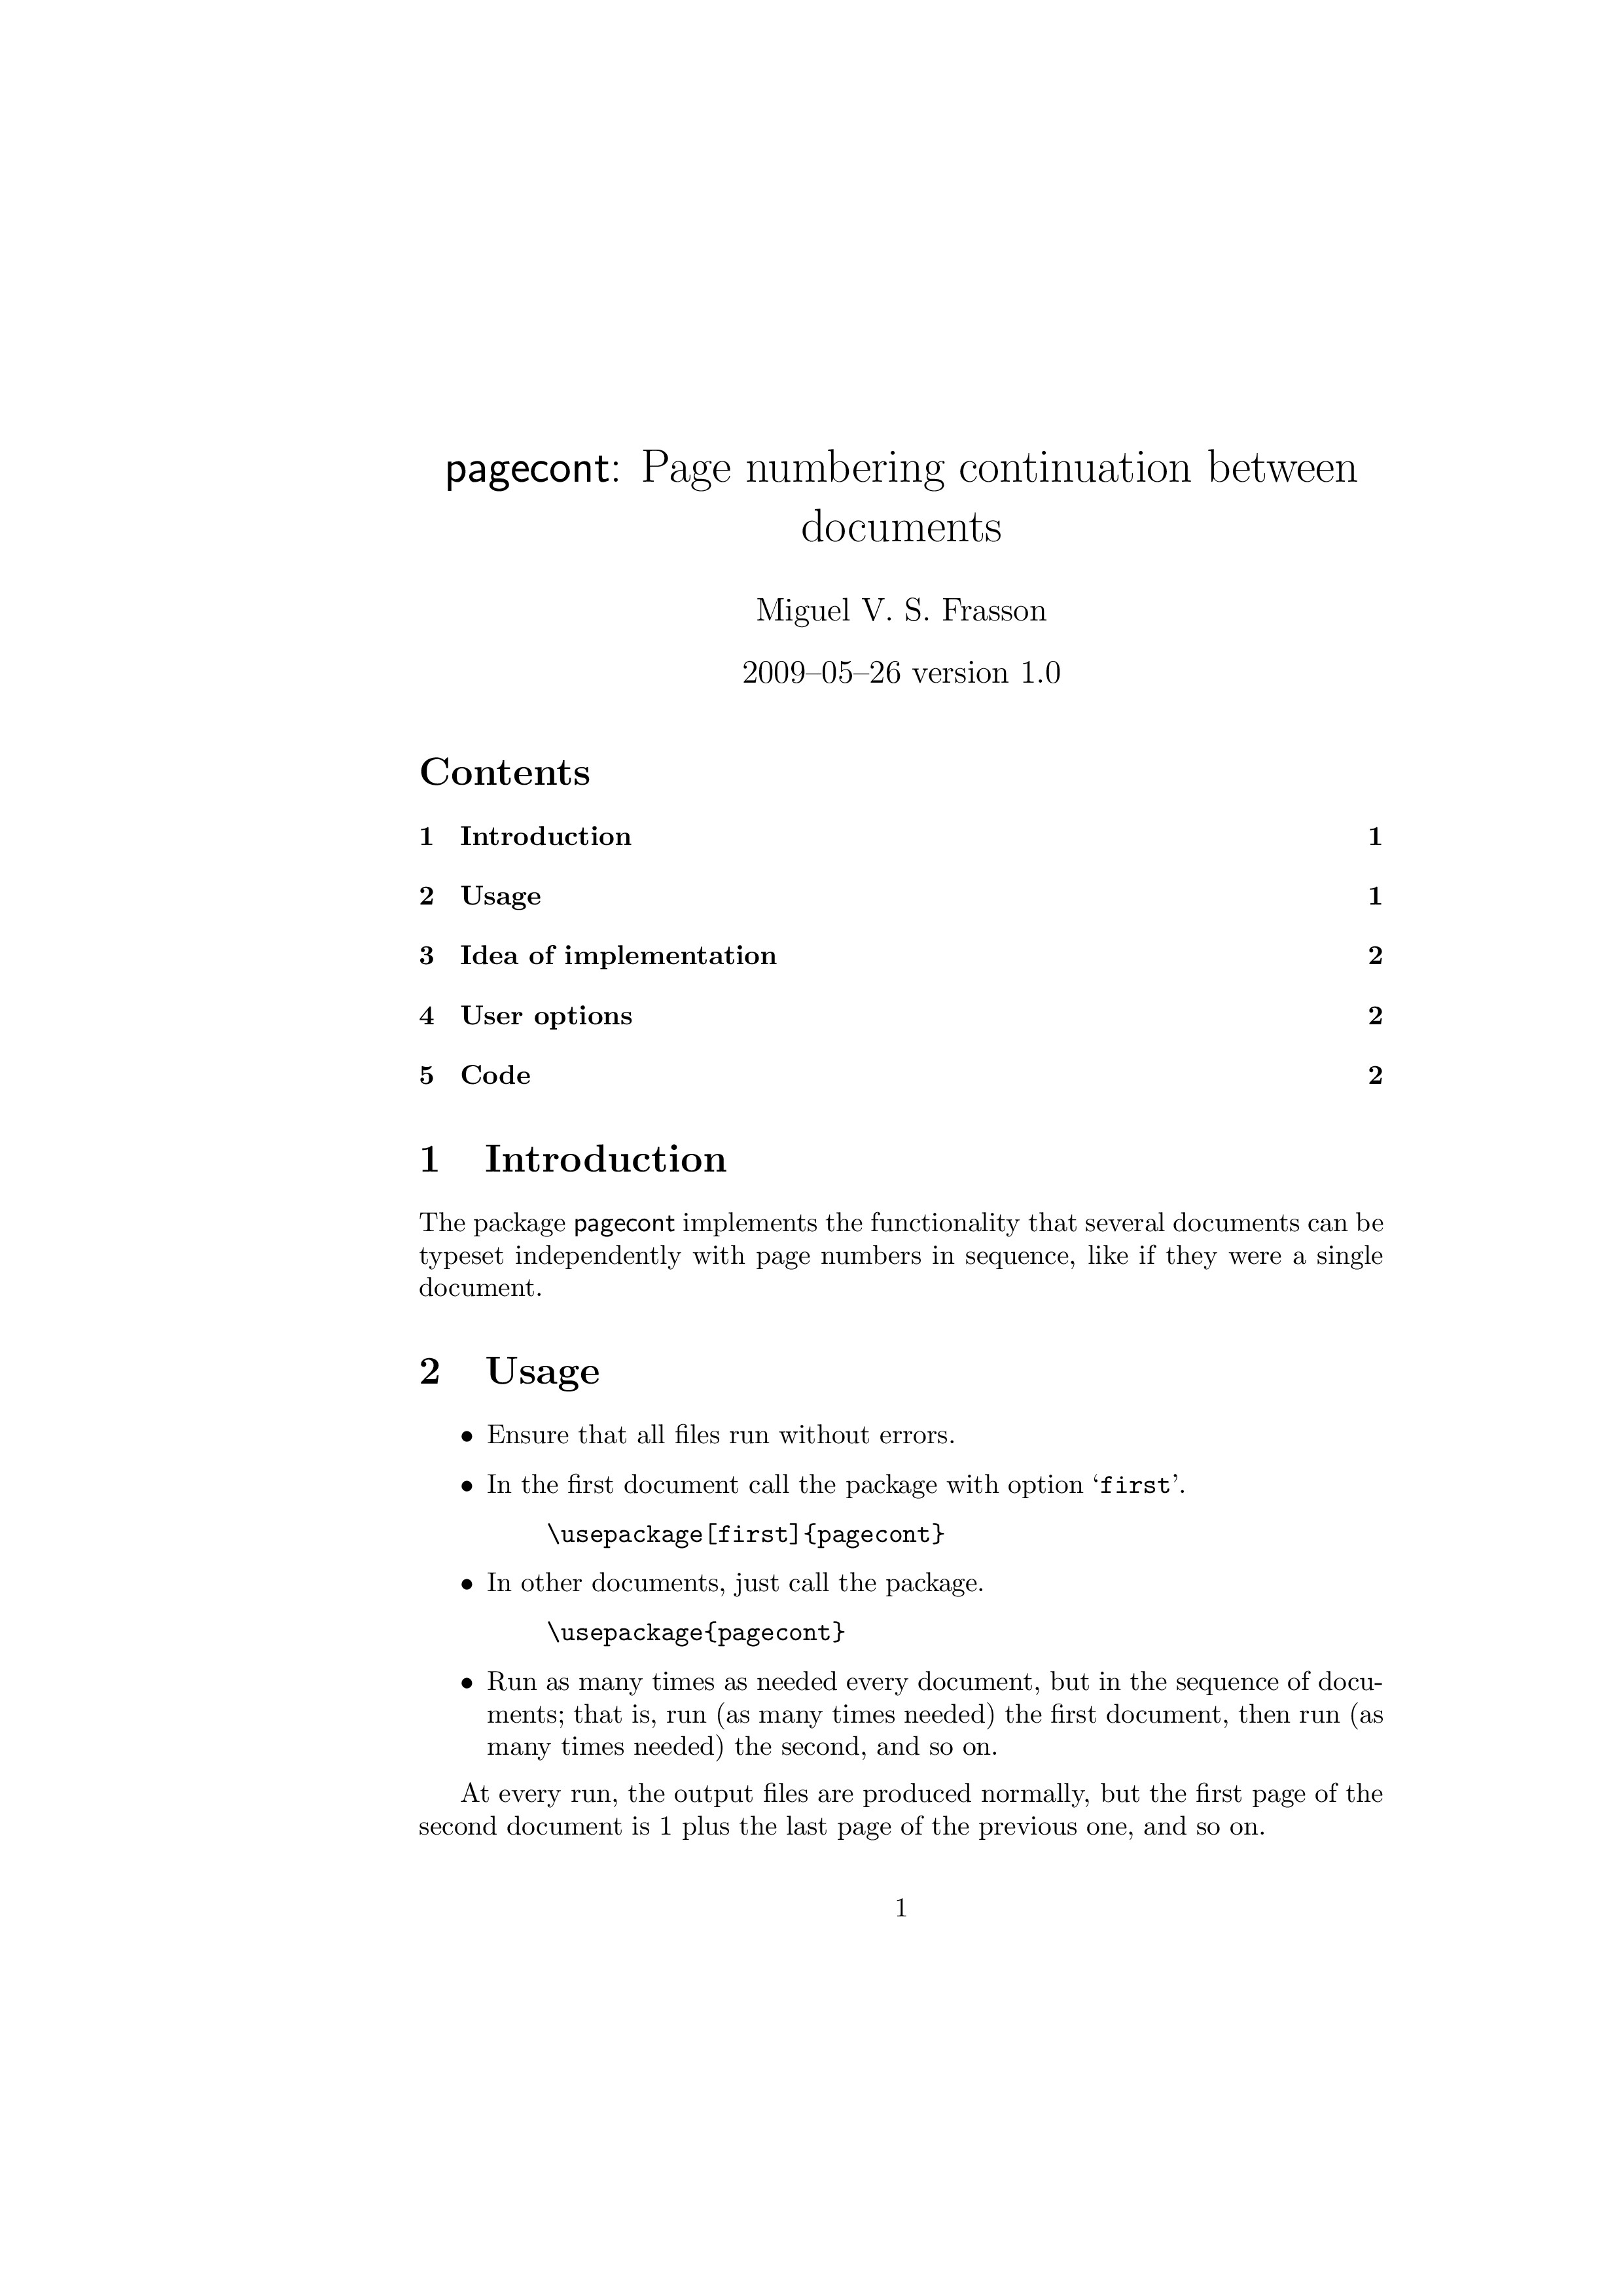 pagecont: Page numbering continuation between
documents
Miguel V. S. Frasson
2009–05–26 version 1.0
Contents
1 Introduction 1
2 Usage 1
3 Idea of implementation 2
4 User options 2
5 Code 2
1 Introduction
The package pagecont implements the functionality that several documents can be
typeset independently with page numbers in sequence, like if they were a single
document.
2 Usage
• Ensure that all files run without errors.
• In the first document call the package with option ‘first’.
\usepackage[first]{pagecont}
• In other documents, just call the package.
\usepackage{pagecont}
• Run as many times as needed every document, but in the sequence of docu-
ments; that is, run (as many times needed) the first document, then run (as
many times needed) the second, and so on.
At every run, the output files are produced normally, but the first page of the
second document is 1 plus the last page of the previous one, and so on.
1